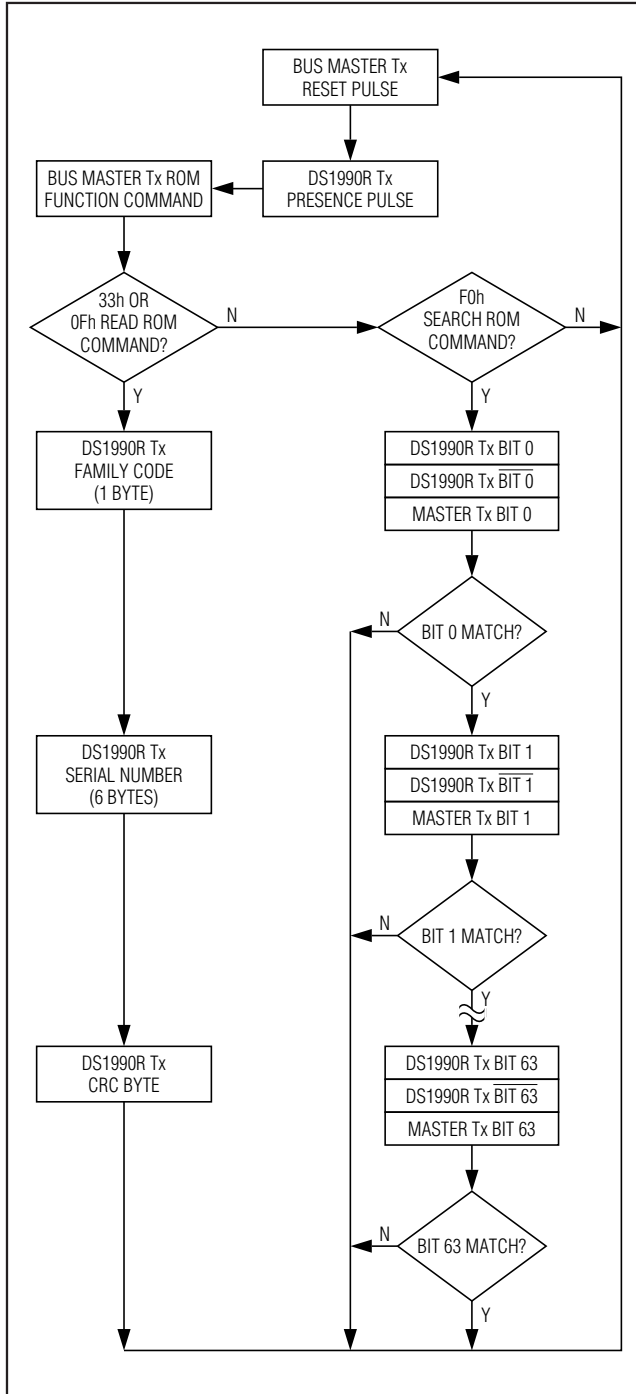 BUS MASTER Tx
RESET PULSE
BUS MASTER Tx ROM
FUNCTION COMMAND
DS1990R Tx
PRESENCE PULSE
33h OR
0Fh READ ROM
COMMAND?
N
Y
F0h
SEARCH ROM
COMMAND?
N
Y
DS1990R Tx
FAMILY CODE
(1 BYTE)
DS1990R Tx
SERIAL NUMBER
(6 BYTES)
DS1990R Tx
CRC BYTE
DS1990R Tx BIT 0
DS1990R Tx B̅I̅T̅ ̅0̅
MASTER Tx BIT 0
N
BIT 0 MATCH?
Y
DS1990R Tx BIT 1
DS1990R Tx B̅I̅T̅ ̅1̅
MASTER Tx BIT 1
N
BIT 1 MATCH?
Y
DS1990R Tx BIT 63
DS1990R Tx B̅I̅T̅ ̅6̅3̅
MASTER Tx BIT 63
N
BIT 63 MATCH?
Y